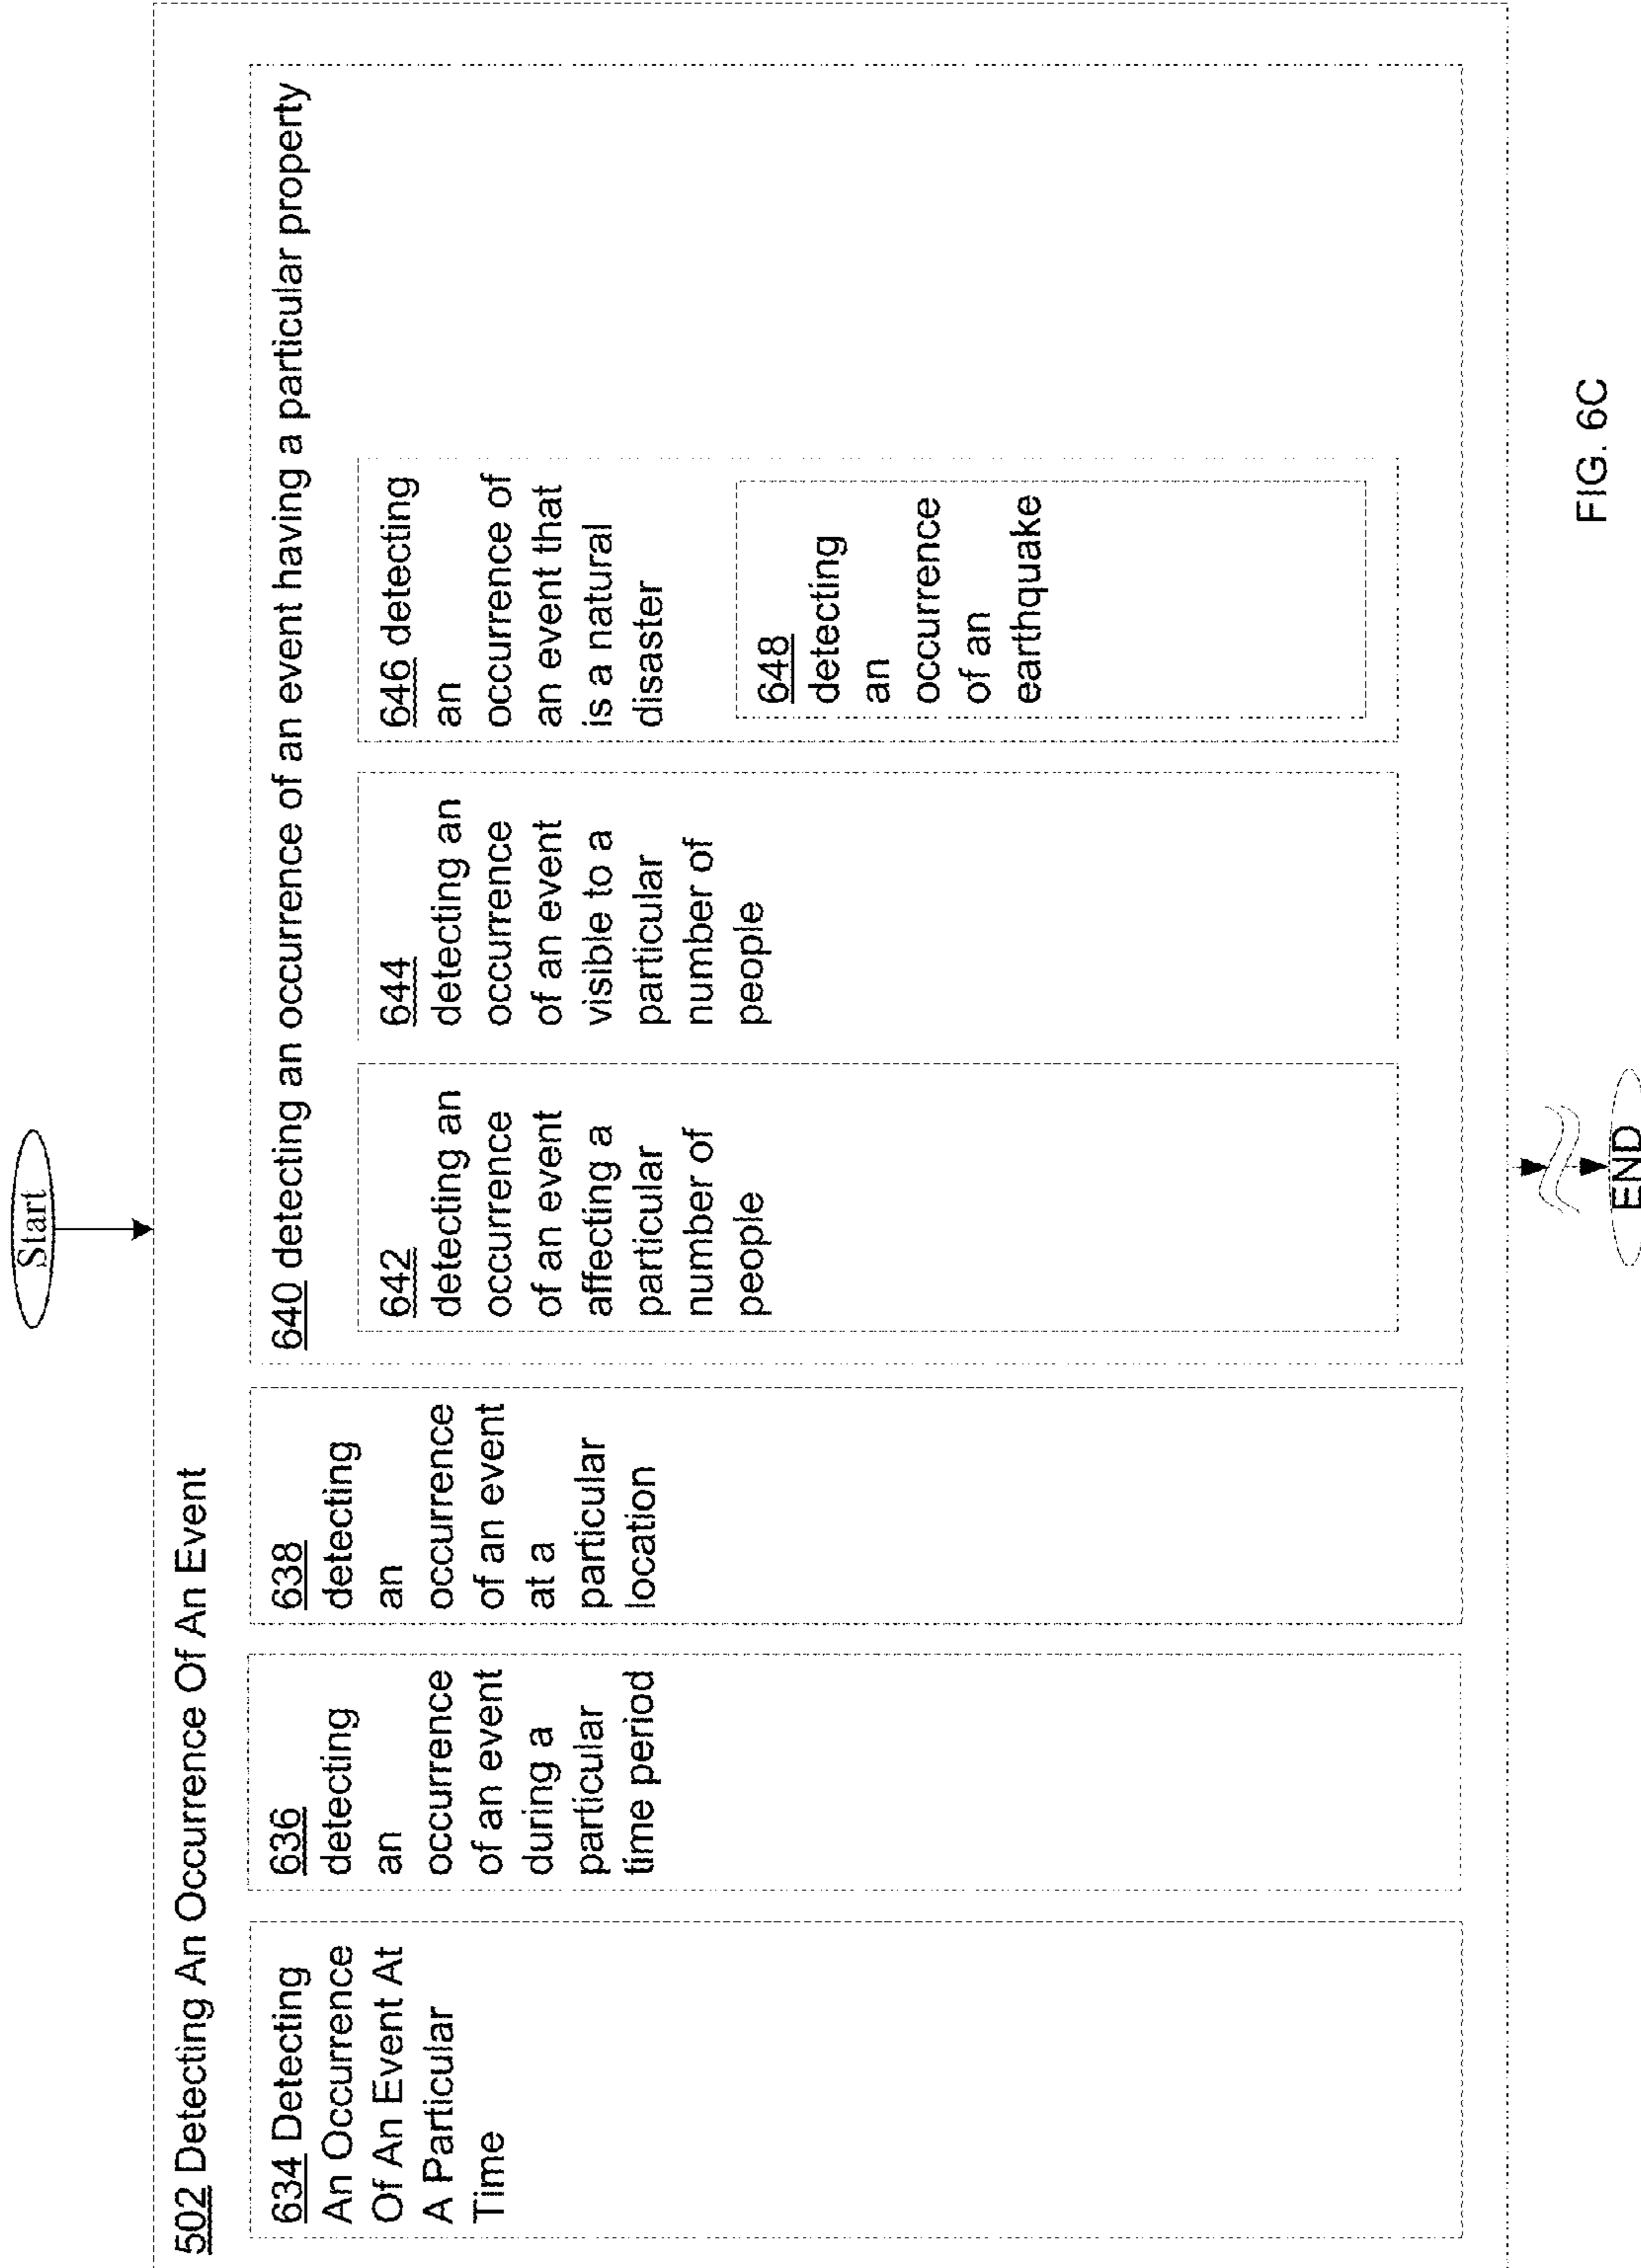 Start
502 Detecting An Occurrence Of An Event
634 Detecting
An Occurrence
Of An Event At
A Particular
Time
636
detecting
an
occurrence
of an event
during a
particular
time period
638
detecting
an
occurrence
of an event
at a
particular
location
640 detecting an occurrence of an event having a particular property
642
detecting an
occurrence
of an event
affecting a
particular
number of
people
644
detecting an
occurrence
of an event
visible to a
particular
number of
people
646 detecting
an
occurrence of
an event that
is a natural
disaster
648
detecting
an
occurrence
of an
earthquake
END
FIG. 6C